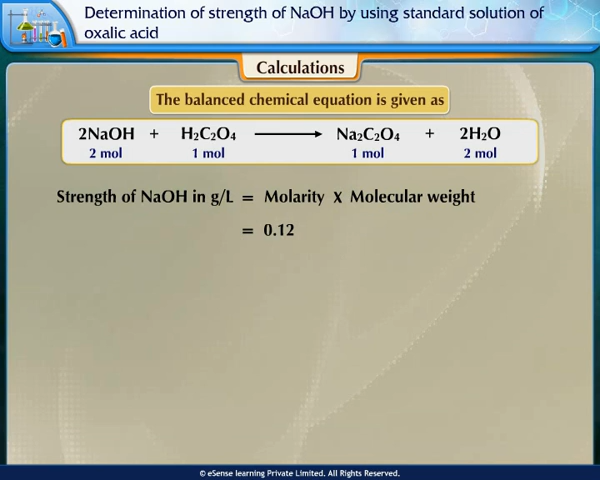 Determination of strength of NaOH by using standard solution of
oxalic acid
Calculations
The balanced chemical equation is given as
2NaOH + H₂C₂O₄ ⟶ Na₂C₂O₄ + 2H₂O
2 mol 1 mol 1 mol 2 mol
Strength of NaOH in g/L = Molarity X Molecular weight
= 0.12
© eSense learning Private Limited. All Rights Reserved.